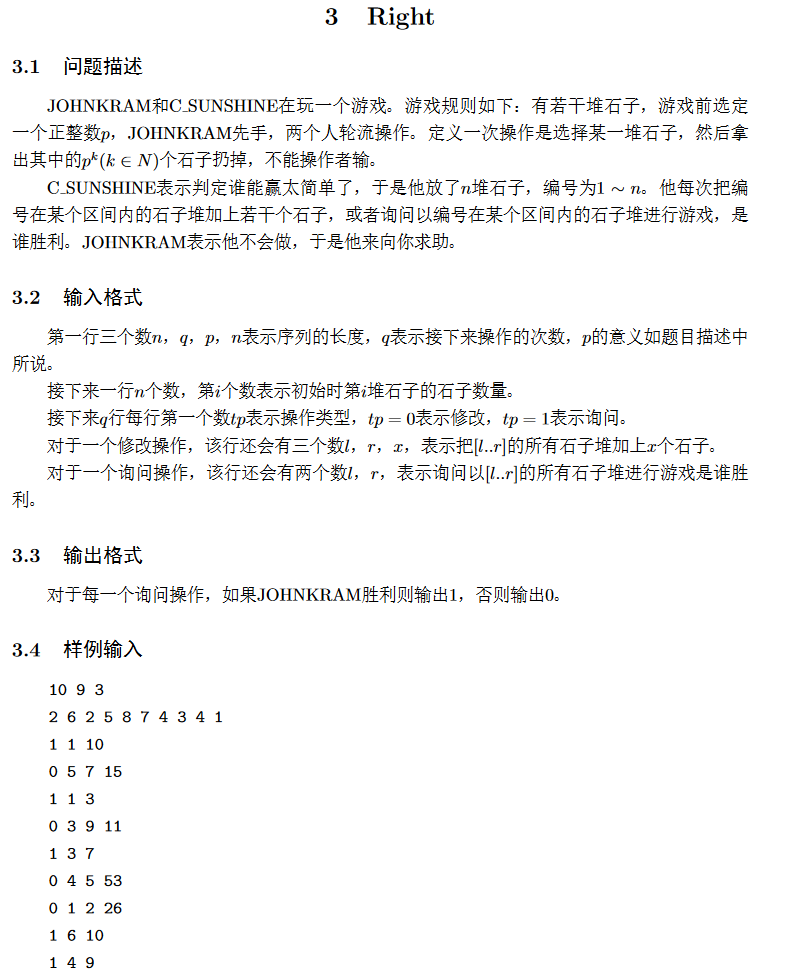 3 Right
3.1 问题描述
JOHNKRAM和C_SUNSHINE在玩一个游戏。游戏规则如下：有若干堆石子，游戏前选定
一个正整数p，JOHNKRAM先手，两个人轮流操作。定义一次操作是选择某一堆石子，然后拿
出其中的p^k(k ∈ N)个石子扔掉，不能操作者输。
C_SUNSHINE表示判定谁能赢太简单了，于是他放了n堆石子，编号为1 ~ n。他每次把编
号在某个区间内的石子堆加上若干个石子，或者询问以编号在某个区间内的石子堆进行游戏，是
谁胜利。JOHNKRAM表示他不会做，于是他来向你求助。
3.2 输入格式
第一行三个数n，q，p，n表示序列的长度，q表示接下来操作的次数，p的意义如题目描述中
所说。
接下来一行n个数，第i个数表示初始时第i堆石子的石子数量。
接下来q行每行第一个数tp表示操作类型，tp = 0表示修改，tp = 1表示询问。
对于一个修改操作，该行还会有三个数l，r，x，表示把[l..r]的所有石子堆加上x个石子。
对于一个询问操作，该行还会有两个数l，r，表示询问以[l..r]的所有石子堆进行游戏是谁胜
利。
3.3 输出格式
对于每一个询问操作，如果JOHNKRAM胜利则输出1，否则输出0。
3.4 样例输入
10 9 3
2 6 2 5 8 7 4 3 4 1
1 1 10
0 5 7 15
1 1 3
0 3 9 11
1 3 7
0 4 5 53
0 1 2 26
1 6 10
1 4 9